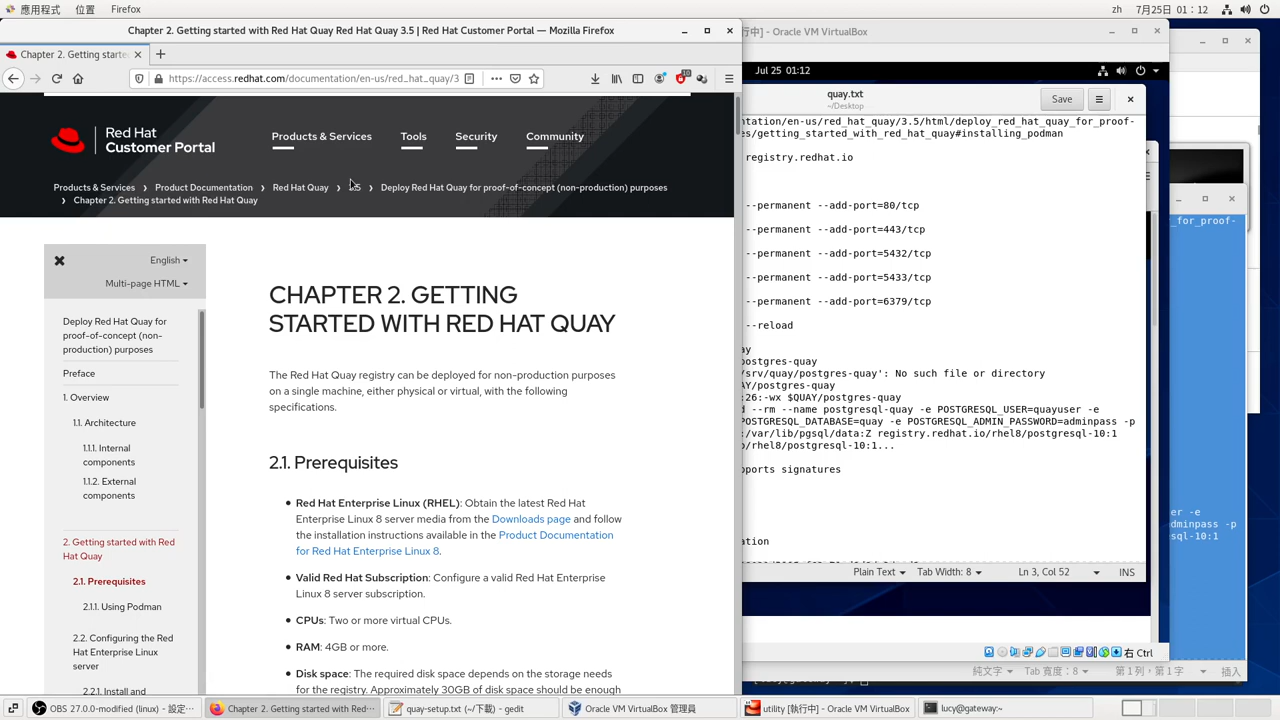 應用程式 位置 Firefox zh 7月25日 01：12
Chapter 2. Getting started with Red Hat Quay Red Hat Quay 3.5 | Red Hat Customer Portal — Mozilla Firefox
行中] - Oracle VM VirtualBox
Chapter 2. Getting starte
https://access.redhat.com/documentation/en-us/red_hat_quay/3
10
Red Hat
Customer Portal
Products & Services Tools Security Community
Products & Services Product Documentation Red Hat Quay Deploy Red Hat Quay for proof-of-concept (non-production) purposes
Chapter 2. Getting started with Red Hat Quay
English
Multi-page HTML
Deploy Red Hat Quay for
proof-of-concept (non-
production) purposes
Preface
1. Overview
1.1. Architecture
1.1.1. Internal
components
1.1.2. External
components
2. Getting started with Red
Hat Quay
2.1. Prerequisites
2.1.1. Using Podman
2.2. Configuring the Red
Hat Enterprise Linux
server
2.2.1. Install and
CHAPTER 2. GETTING
STARTED WITH RED HAT QUAY
The Red Hat Quay registry can be deployed for non-production purposes
on a single machine, either physical or virtual, with the following
specifications.
2.1. Prerequisites
Red Hat Enterprise Linux (RHEL): Obtain the latest Red Hat
Enterprise Linux 8 server media from the Downloads page and follow
the installation instructions available in the Product Documentation
for Red Hat Enterprise Linux 8.
Valid Red Hat Subscription: Configure a valid Red Hat Enterprise
Linux 8 server subscription.
CPUs: Two or more virtual CPUs.
RAM: 4GB or more.
Disk space: The required disk space depends on the storage needs
for the registry. Approximately 30GB of disk space should be enough
Jul 25 01:12
quay.txt
~/Desktop
Save
ntation/en-us/red_hat_quay/3.5/html/deploy_red_hat_quay_for_proof-
es/getting_started_with_red_hat_quay#installing_podman
registry.redhat.io
--permanent --add-port=80/tcp
--permanent --add-port=443/tcp
--permanent --add-port=5432/tcp
--permanent --add-port=5433/tcp
--permanent --add-port=6379/tcp
--reload
ay
postgres-quay
/srv/quay/postgres-quay': No such file or directory
AY/postgres-quay
:26:-wx $QUAY/postgres-quay
d --rm --name postgresql-quay -e POSTGRESQL_USER=quayuser -e
POSTGRESQL_DATABASE=quay -e POSTGRESQL_ADMIN_PASSWORD=adminpass -p
:/var/lib/pgsql/data:Z registry.redhat.io/rhel8/postgresql-10:1
o/rhel8/postgresql-10:1...
pports signatures
ation
Plain Text Tab Width: 8 Ln 3, Col 52 INS
y_for_proof-
er -e
dminpass -p
sql-10:1
右 Ctrl
純文字 Tab 寬度：8 第 1 列，第 1 字 插入
OBS 27.0.0-modified (linux) - 設定… Chapter 2. Getting started with Red… quay-setup.txt (~/下載) - gedit Oracle VM VirtualBox 管理員 utility [執行中] - Oracle VM VirtualBox lucy@gateway:~